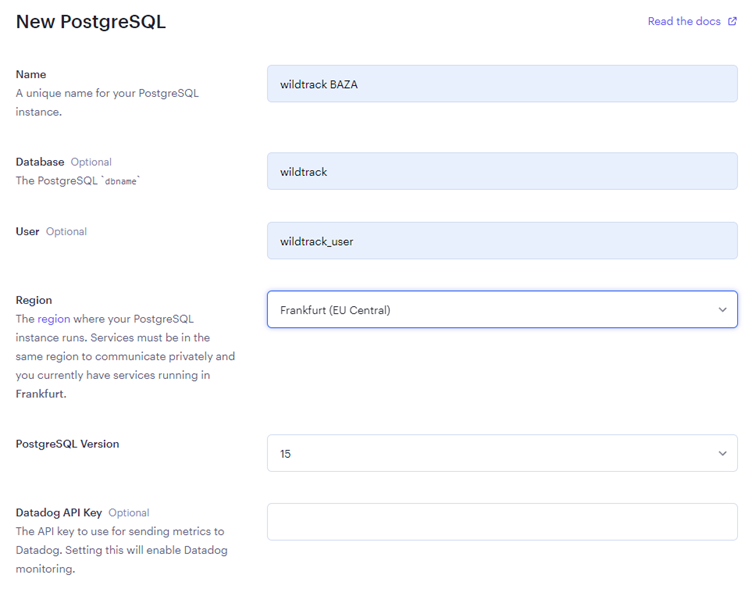 New PostgreSQL
Read the docs
Name
A unique name for your PostgreSQL
instance.
wildtrack BAZA
Database Optional
The PostgreSQL `dbname`
wildtrack
User Optional
wildtrack_user
Region
The region where your PostgreSQL
instance runs. Services must be in the
same region to communicate privately and
you currently have services running in
Frankfurt.
Frankfurt (EU Central)
PostgreSQL Version
15
Datadog API Key Optional
The API key to use for sending metrics to
Datadog. Setting this will enable Datadog
monitoring.